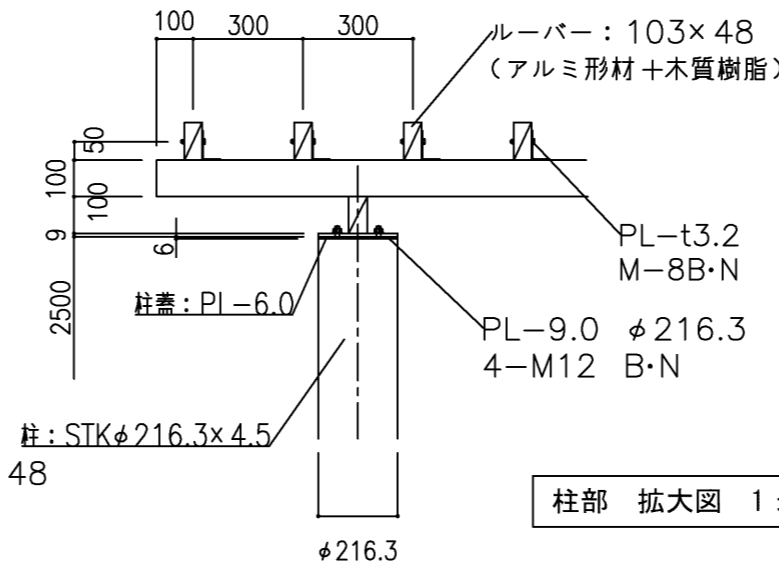 100
300
300
ルーバー：103×48
（アルミ形材＋木質樹脂）
50
100
100
9
6
2500
柱蓋：Pl−6.0
PL−t3.2
M−8B・N
PL−9.0 φ216.3
4−M12 B・N
柱：STKφ216.3×4.5
48
柱部 拡大図 1：
φ216.3